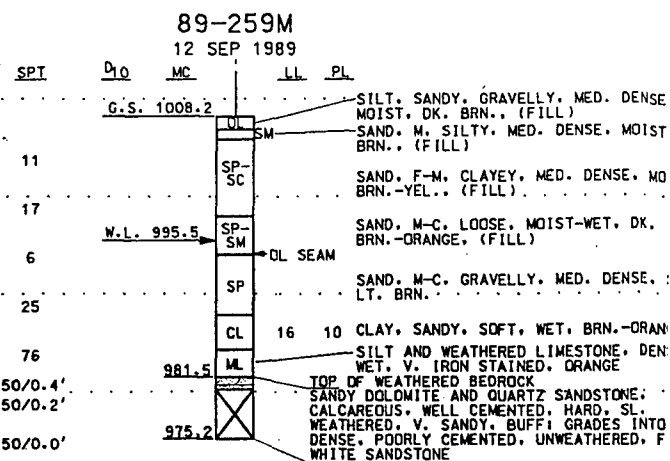 89-259M
12 SEP 1989
SPT D10 MC LL PL
G.S. 1008.2
SILT, SANDY, GRAVELLY, MED. DENSE
MOIST, DK. BRN., (FILL)
OL
SM
SAND, M, SILTY, MED. DENSE, MOIST
BRN., (FILL)
11
SP-
SC
SAND, F-M, CLAYEY, MED. DENSE, MO
BRN.-YEL., (FILL)
17
W.L. 995.5
SP-
SM
SAND, M-C, LOOSE, MOIST-WET, DK.
BRN.-ORANGE, (FILL)
6
OL SEAM
SP
SAND, M-C, GRAVELLY, MED. DENSE,
LT. BRN.
25
CL 16 10 CLAY, SANDY, SOFT, WET, BRN.-ORAN
76
ML
SILT AND WEATHERED LIMESTONE, DEN
WET, V. IRON STAINED, ORANGE
981.5
50/0.4'
TOP OF WEATHERED BEDROCK
50/0.2'
SANDY DOLOMITE AND QUARTZ SANDSTONE;
CALCAREOUS, WELL CEMENTED, HARD, SL.
WEATHERED, V. SANDY, BUFF; GRADES INTO
975.2
50/0.0'
DENSE, POORLY CEMENTED, UNWEATHERED, F
WHITE SANDSTONE